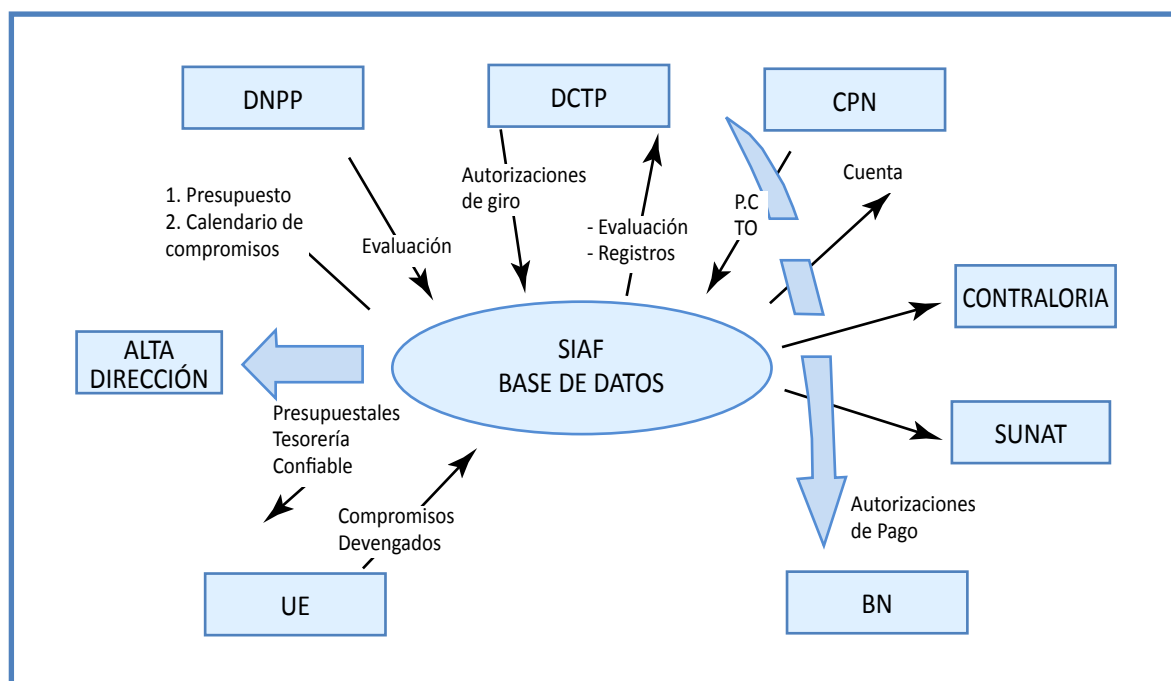 DNPP
DCTP
CPN
1. Presupuesto
2. Calendario de
compromisos
Evaluación
Autorizaciones
de giro
- Evaluación
- Registros
P.C
TO
Cuenta
CONTRALORIA
ALTA
DIRECCIÓN
SIAF
BASE DE DATOS
SUNAT
Presupuestales
Tesorería
Confiable
Compromisos
Devengados
Autorizaciones
de Pago
UE
BN